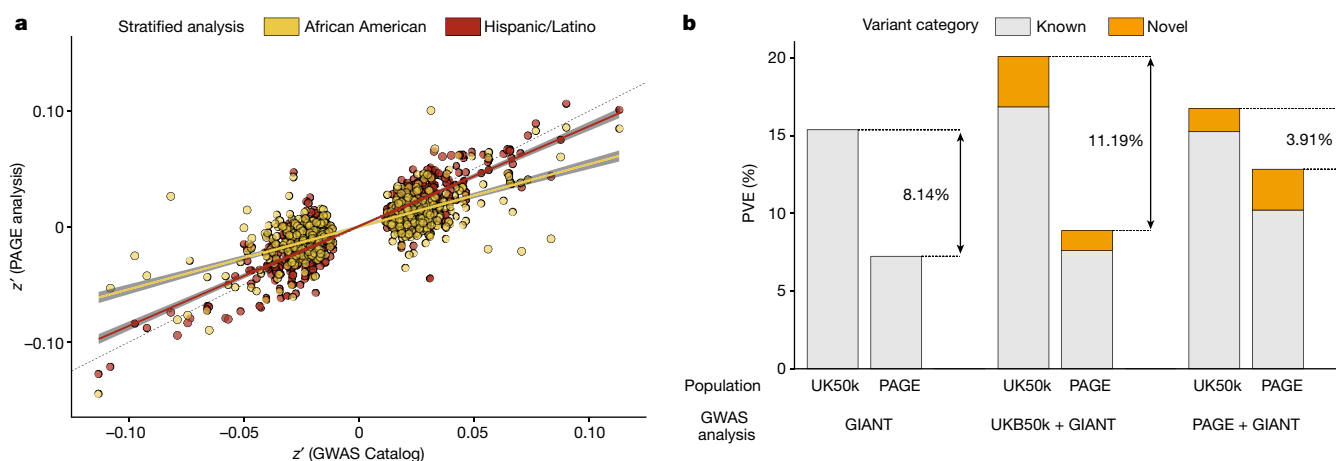 a
Stratified analysis African American Hispanic/Latino
0.10
0
–0.10
z′ (PAGE analysis)
–0.10 –0.05 0 0.05 0.10
z′ (GWAS Catalog)
b
Variant category Known Novel
20
15
10
5
0
PVE (%)
8.14%
11.19%
3.91%
Population UK50k PAGE UK50k PAGE UK50k PAGE
GWAS
analysis
GIANT UKB50k + GIANT PAGE + GIANT